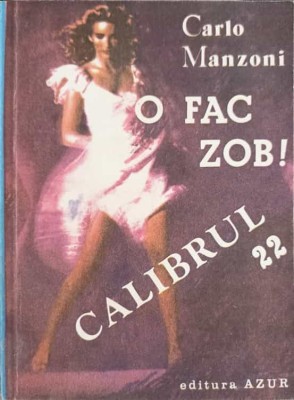 Carlo
Manzoni
O FAC
ZOB!
CALIBRUL
22
editura AZUR